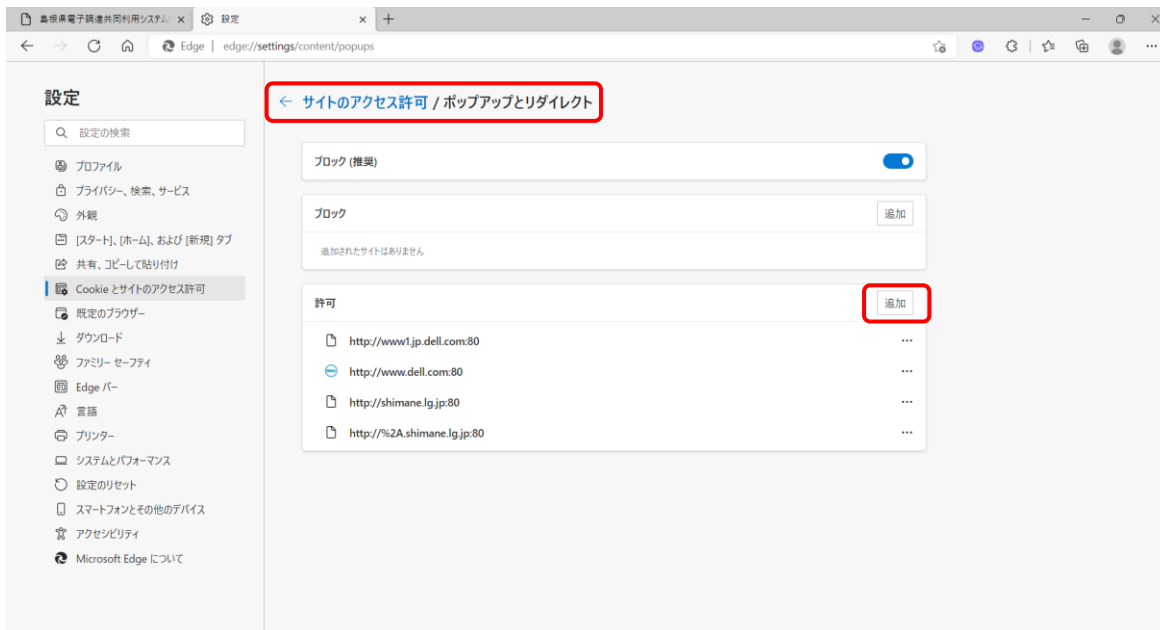 島根県電子調達共同利用システム
設定
Edge
edge://settings/content/popups
設定
サイトのアクセス許可 / ポップアップとリダイレクト
設定の検索
プロファイル
プライバシー、検索、サービス
外観
[スタート]、[ホーム]、および [新規] タブ
共有、コピーして貼り付け
Cookie とサイトのアクセス許可
既定のブラウザー
ダウンロード
ファミリー セーフティ
Edge バー
言語
プリンター
システムとパフォーマンス
設定のリセット
スマートフォンとその他のデバイス
アクセシビリティ
Microsoft Edge について
ブロック (推奨)
ブロック
追加
追加されたサイトはありません
許可
追加
http://www1.jp.dell.com:80
http://www.dell.com:80
http://shimane.lg.jp:80
http://%2A.shimane.lg.jp:80